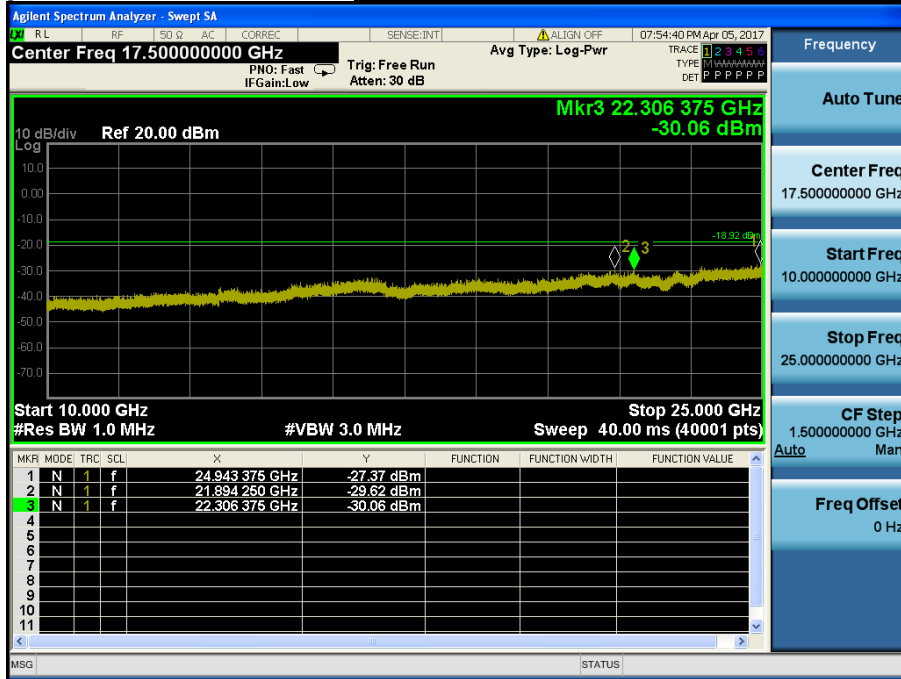 Agilent Spectrum Analyzer - Swept SA
LXI RL RF 50 Ω AC CORREC SENSE:INT ALIGN OFF 07:54:40 PM Apr 05, 2017
Center Freq 17.500000000 GHz
PNO: Fast
IFGain:Low
Trig: Free Run
Atten: 30 dB
Avg Type: Log-Pwr
TRACE 1 2 3 4 5 6
TYPE M WWWWW
DET P P P P P P
Mkr3 22.306 375 GHz
-30.06 dBm
10 dB/div Ref 20.00 dBm
Log
10.0
0.00
-10.0
-20.0
-30.0
-40.0
-50.0
-60.0
-70.0
-18.92 dBm
2 3 1
Start 10.000 GHz Stop 25.000 GHz
#Res BW 1.0 MHz #VBW 3.0 MHz Sweep 40.00 ms (40001 pts)
MKR MODE TRC SCL X Y FUNCTION FUNCTION WIDTH FUNCTION VALUE
1 N 1 f 24.943 375 GHz -27.37 dBm
2 N 1 f 21.894 250 GHz -29.62 dBm
3 N 1 f 22.306 375 GHz -30.06 dBm
4
5
6
7
8
9
10
11
MSG STATUS
Frequency
Auto Tune
Center Freq
17.500000000 GHz
Start Freq
10.000000000 GHz
Stop Freq
25.000000000 GHz
CF Step
1.500000000 GHz
Auto Man
Freq Offset
0 Hz